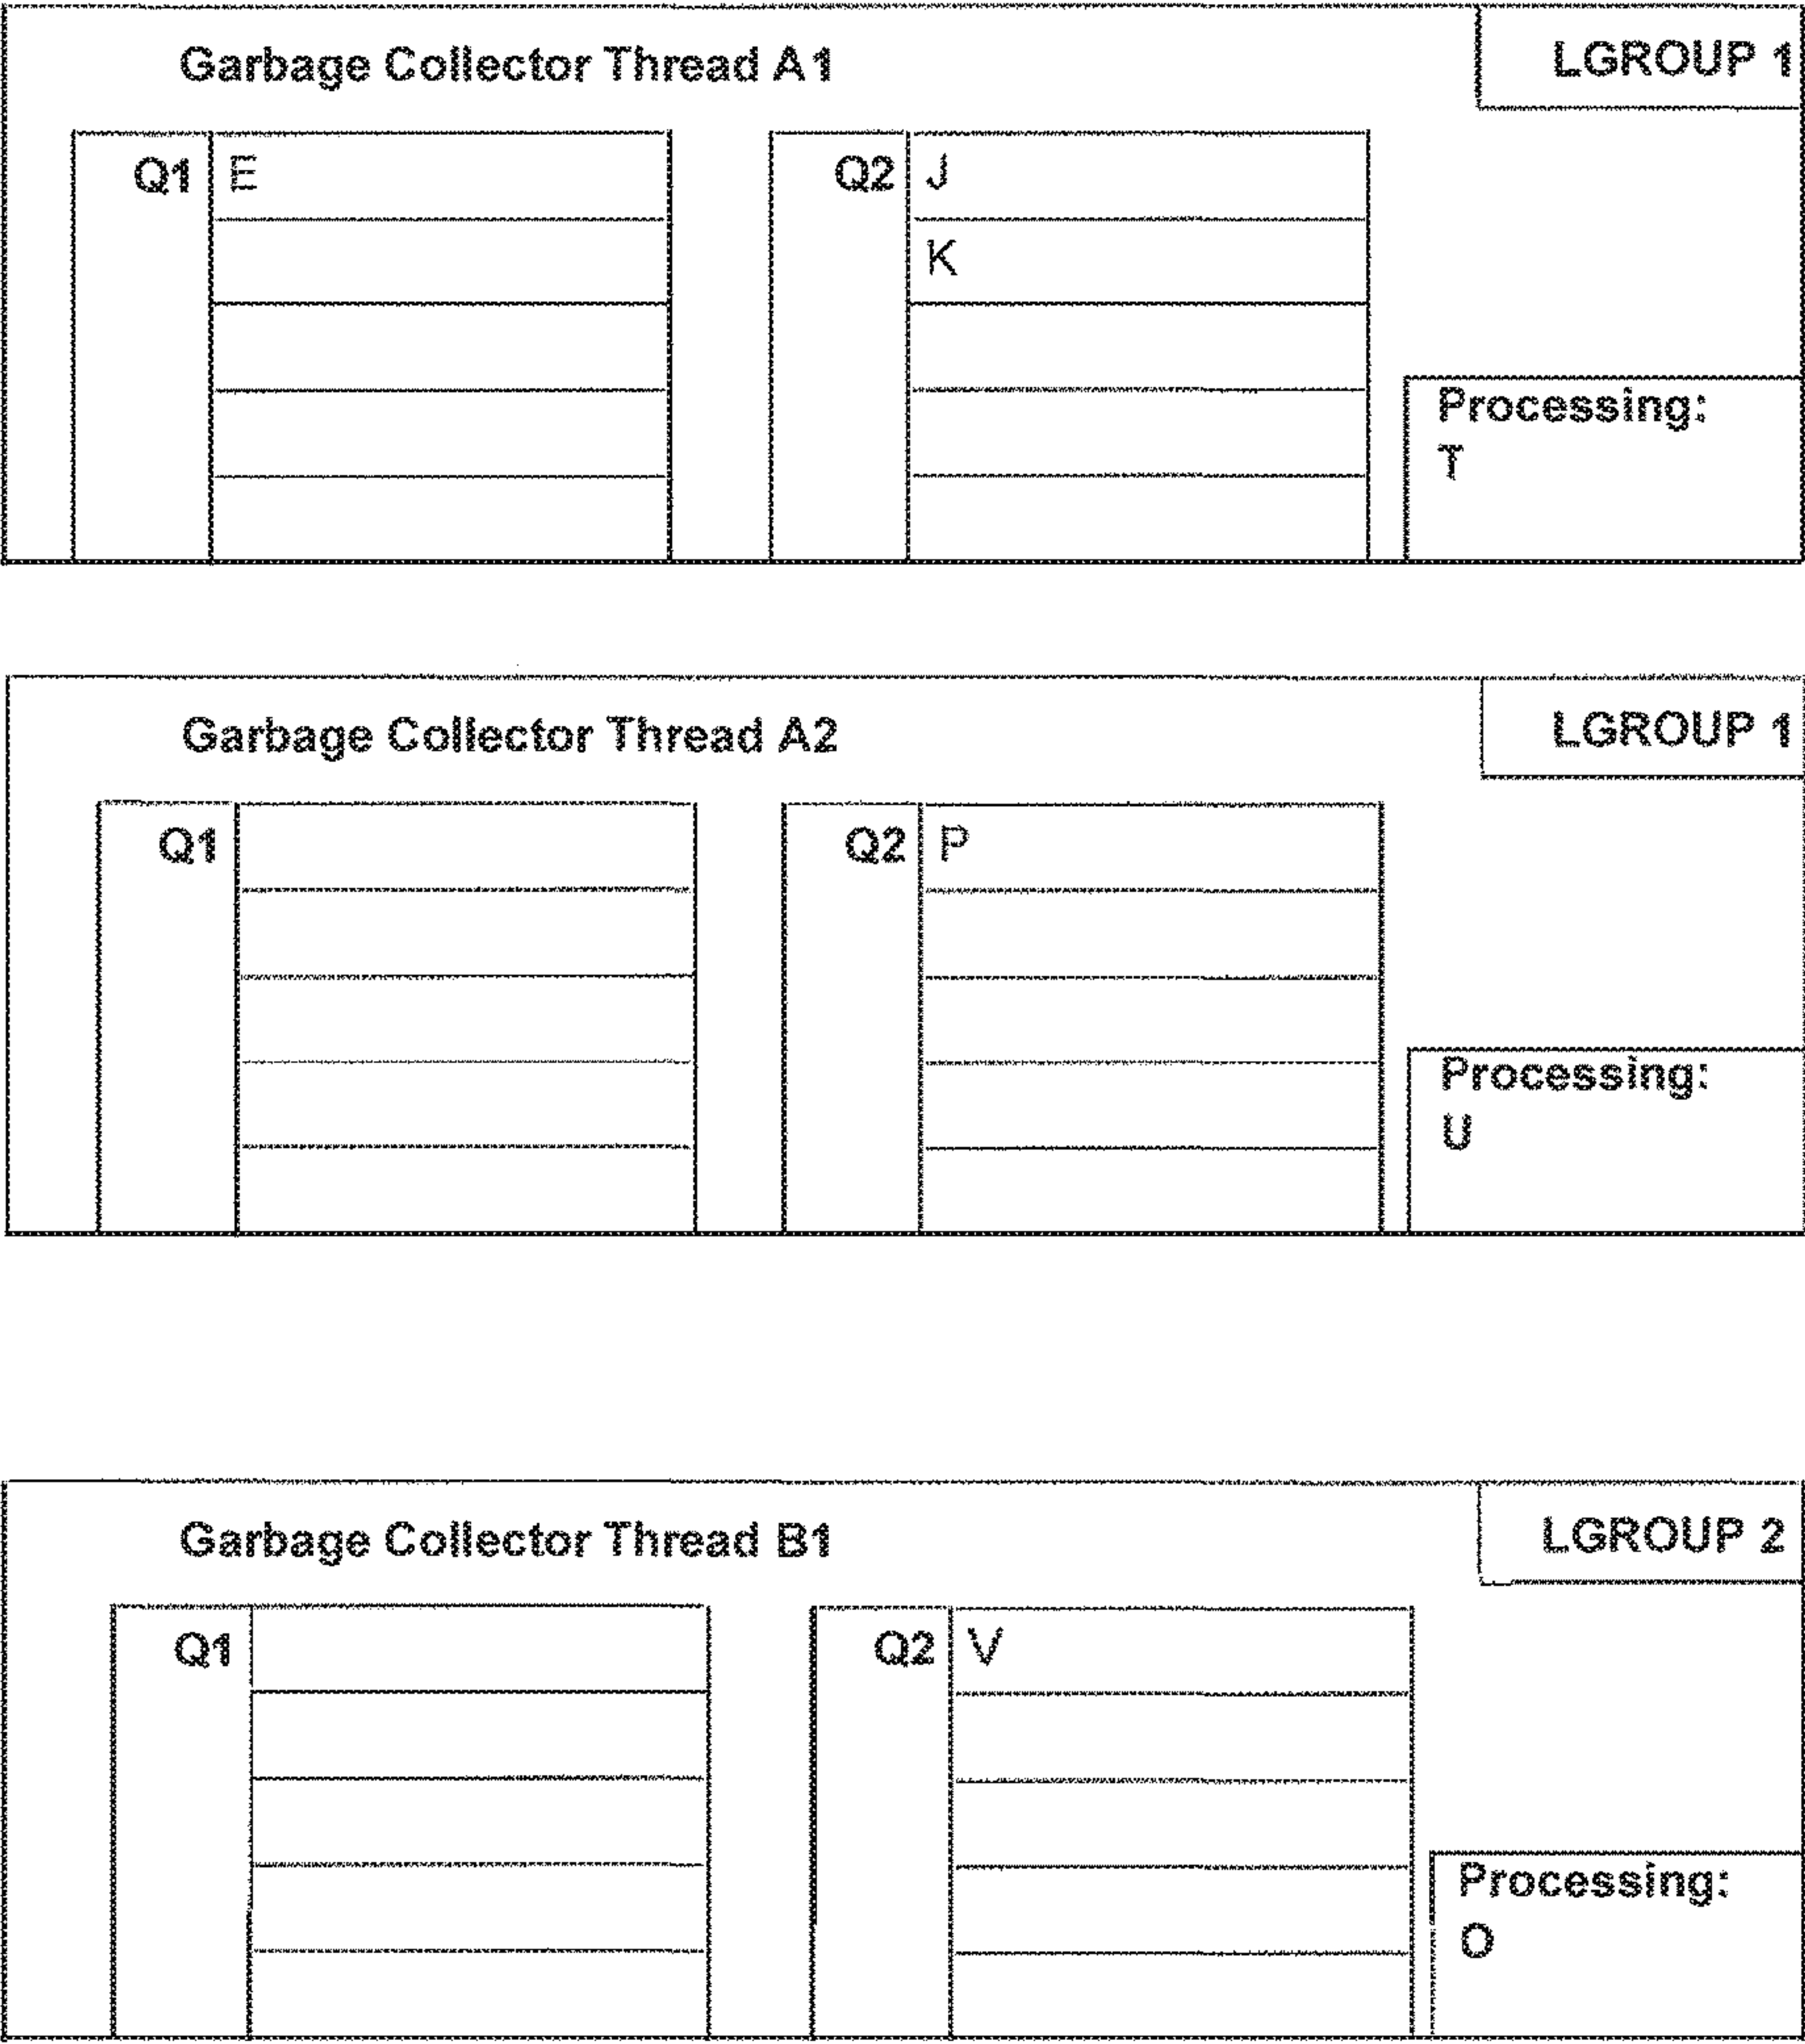 Garbage Collector Thread A1
LGROUP 1
Q1 E
Q2 J
K
Processing:
T
Garbage Collector Thread A2
LGROUP 1
Q1
Q2 P
Processing:
U
Garbage Collector Thread B1
LGROUP 2
Q1
Q2 V
Processing:
O